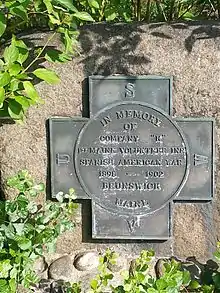 S
IN MEMORY
OF
COMPANY "K"
1ST MAINE VOLUNTEER INF
U
W
SPANISH AMERICAN WAR
1898 1902
BRUNSWICK
MAINE
V